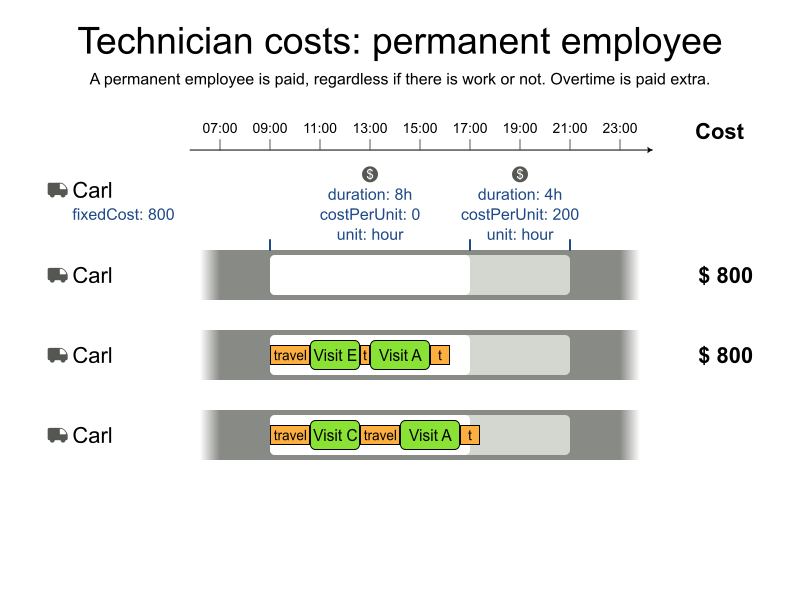 Technician costs: permanent employee
A permanent employee is paid, regardless if there is work or not. Overtime is paid extra.
07:00 09:00 11:00 13:00 15:00 17:00 19:00 21:00 23:00 Cost
$ $
Carl duration: 8h duration: 4h
fixedCost: 800 costPerUnit: 0 costPerUnit: 200
unit: hour unit: hour
Carl $ 800
Carl travel Visit E t Visit A t $ 800
Carl travel Visit C travel Visit A t